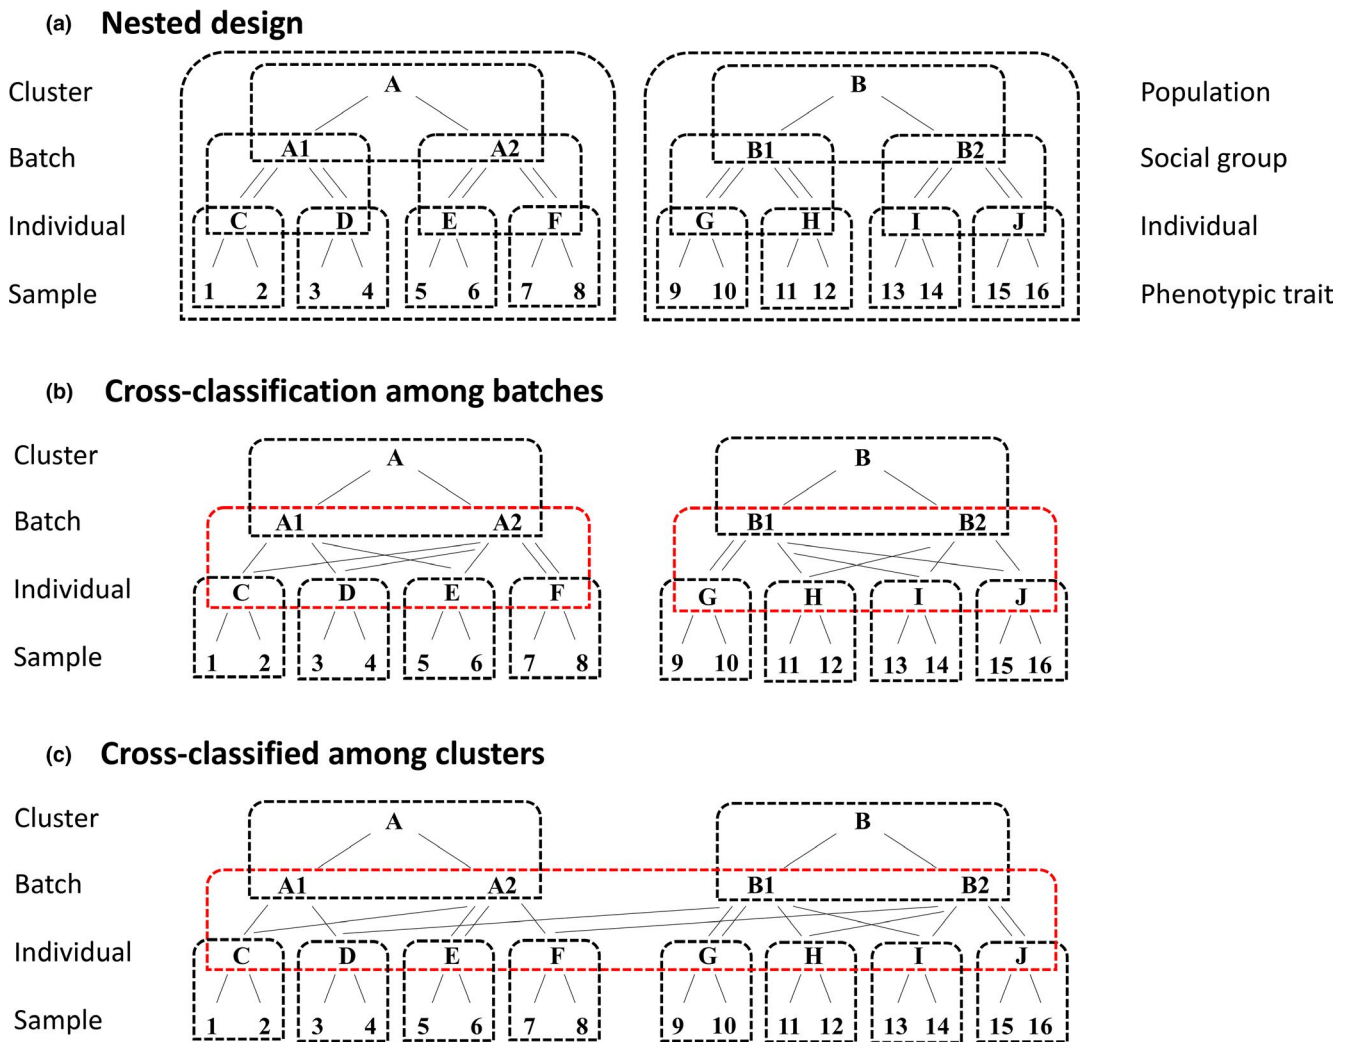 (a) Nested design
Cluster A B Population
Batch A1 A2 B1 B2 Social group
Individual C D E F G H I J Individual
Sample 1 2 3 4 5 6 7 8 9 10 11 12 13 14 15 16 Phenotypic trait
(b) Cross-classification among batches
Cluster A B
Batch A1 A2 B1 B2
Individual C D E F G H I J
Sample 1 2 3 4 5 6 7 8 9 10 11 12 13 14 15 16
(c) Cross-classified among clusters
Cluster A B
Batch A1 A2 B1 B2
Individual C D E F G H I J
Sample 1 2 3 4 5 6 7 8 9 10 11 12 13 14 15 16